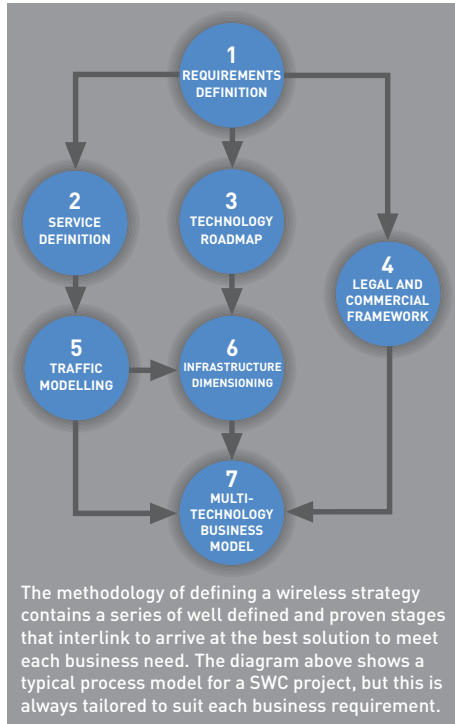 1
REQUIREMENTS
DEFINITION
2
SERVICE
DEFINITION
3
TECHNOLOGY
ROADMAP
4
LEGAL AND
COMMERCIAL
FRAMEWORK
5
TRAFFIC
MODELLING
6
INFRASTRUCTURE
DIMENSIONING
7
MULTI-
TECHNOLOGY
BUSINESS
MODEL
The methodology of defining a wireless strategy
contains a series of well defined and proven stages
that interlink to arrive at the best solution to meet
each business need. The diagram above shows a
typical process model for a SWC project, but this is
always tailored to suit each business requirement.